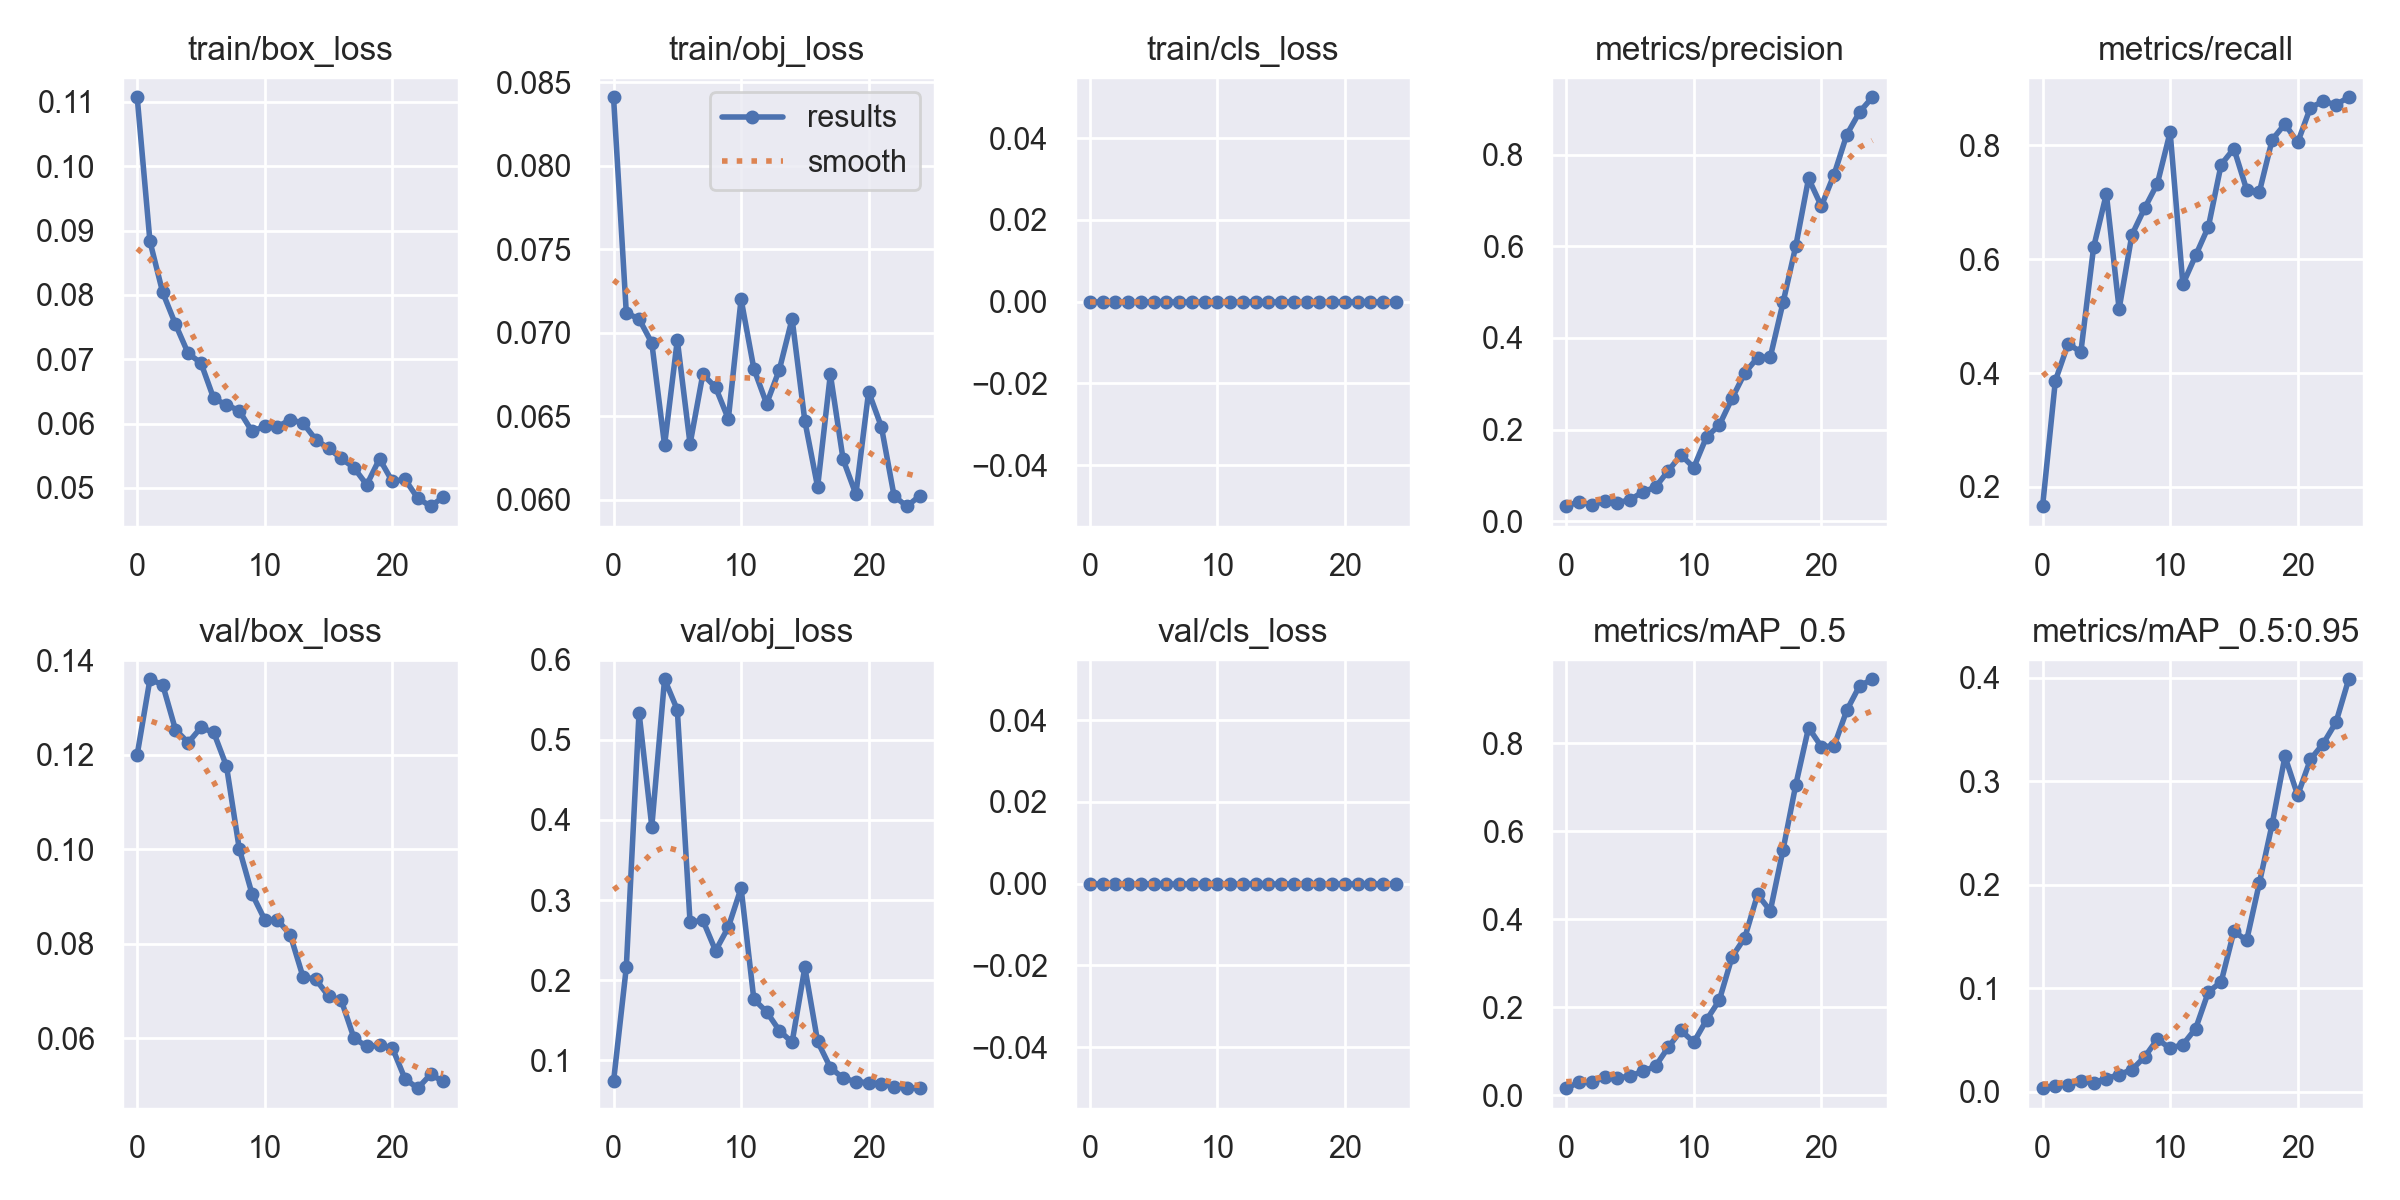 train/box_loss
0.11
0.10
0.09
0.08
0.07
0.06
0.05
0 10 20
train/obj_loss
0.085
0.080
0.075
0.070
0.065
0.060
0 10 20
results
smooth
train/cls_loss
0.04
0.02
0.00
−0.02
−0.04
0 10 20
metrics/precision
0.8
0.6
0.4
0.2
0.0
0 10 20
metrics/recall
0.8
0.6
0.4
0.2
0 10 20
val/box_loss
0.14
0.12
0.10
0.08
0.06
0 10 20
val/obj_loss
0.6
0.5
0.4
0.3
0.2
0.1
0 10 20
val/cls_loss
0.04
0.02
0.00
−0.02
−0.04
0 10 20
metrics/mAP_0.5
0.8
0.6
0.4
0.2
0.0
0 10 20
metrics/mAP_0.5:0.95
0.4
0.3
0.2
0.1
0.0
0 10 20